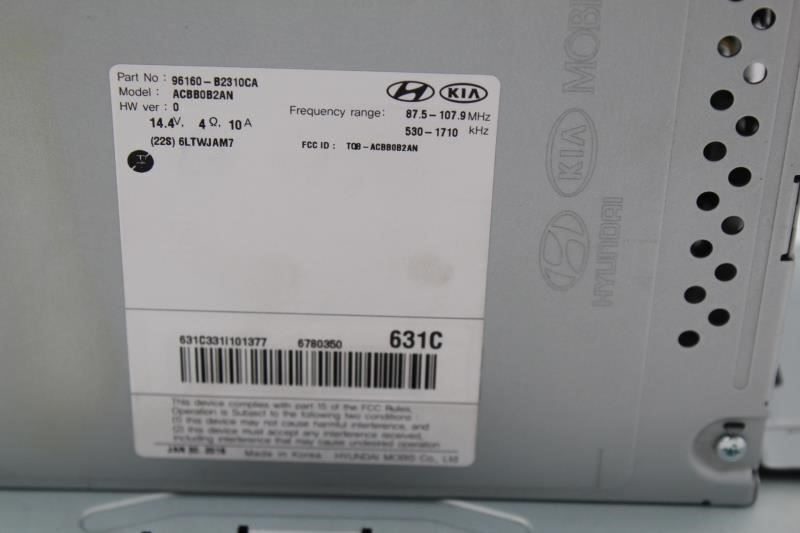 Part No : 96160-B2310CA
Model : ACBB0B2AN
HW ver : 0
14.4V, 4Ω, 10A
(22S) 6LTWJAM7
HYUNDAI KIA
Frequency range: 87.5-107.9 MHz
530-1710 kHz
FCC ID : TQ8-ACBB0B2AN
631C331I101377 6780350 631C
This device complies with part 15 of the FCC Rules,
Operation is Subject to the following two conditions :
(1) this device may not cause harmful interference, and
(2) this device must accept any interference received,
including interference that may cause undesired operation
JAN 30. 2016 Made in Korea HYUNDAI MOBIS Co., Ltd
KIA MOBI
HYUNDAI